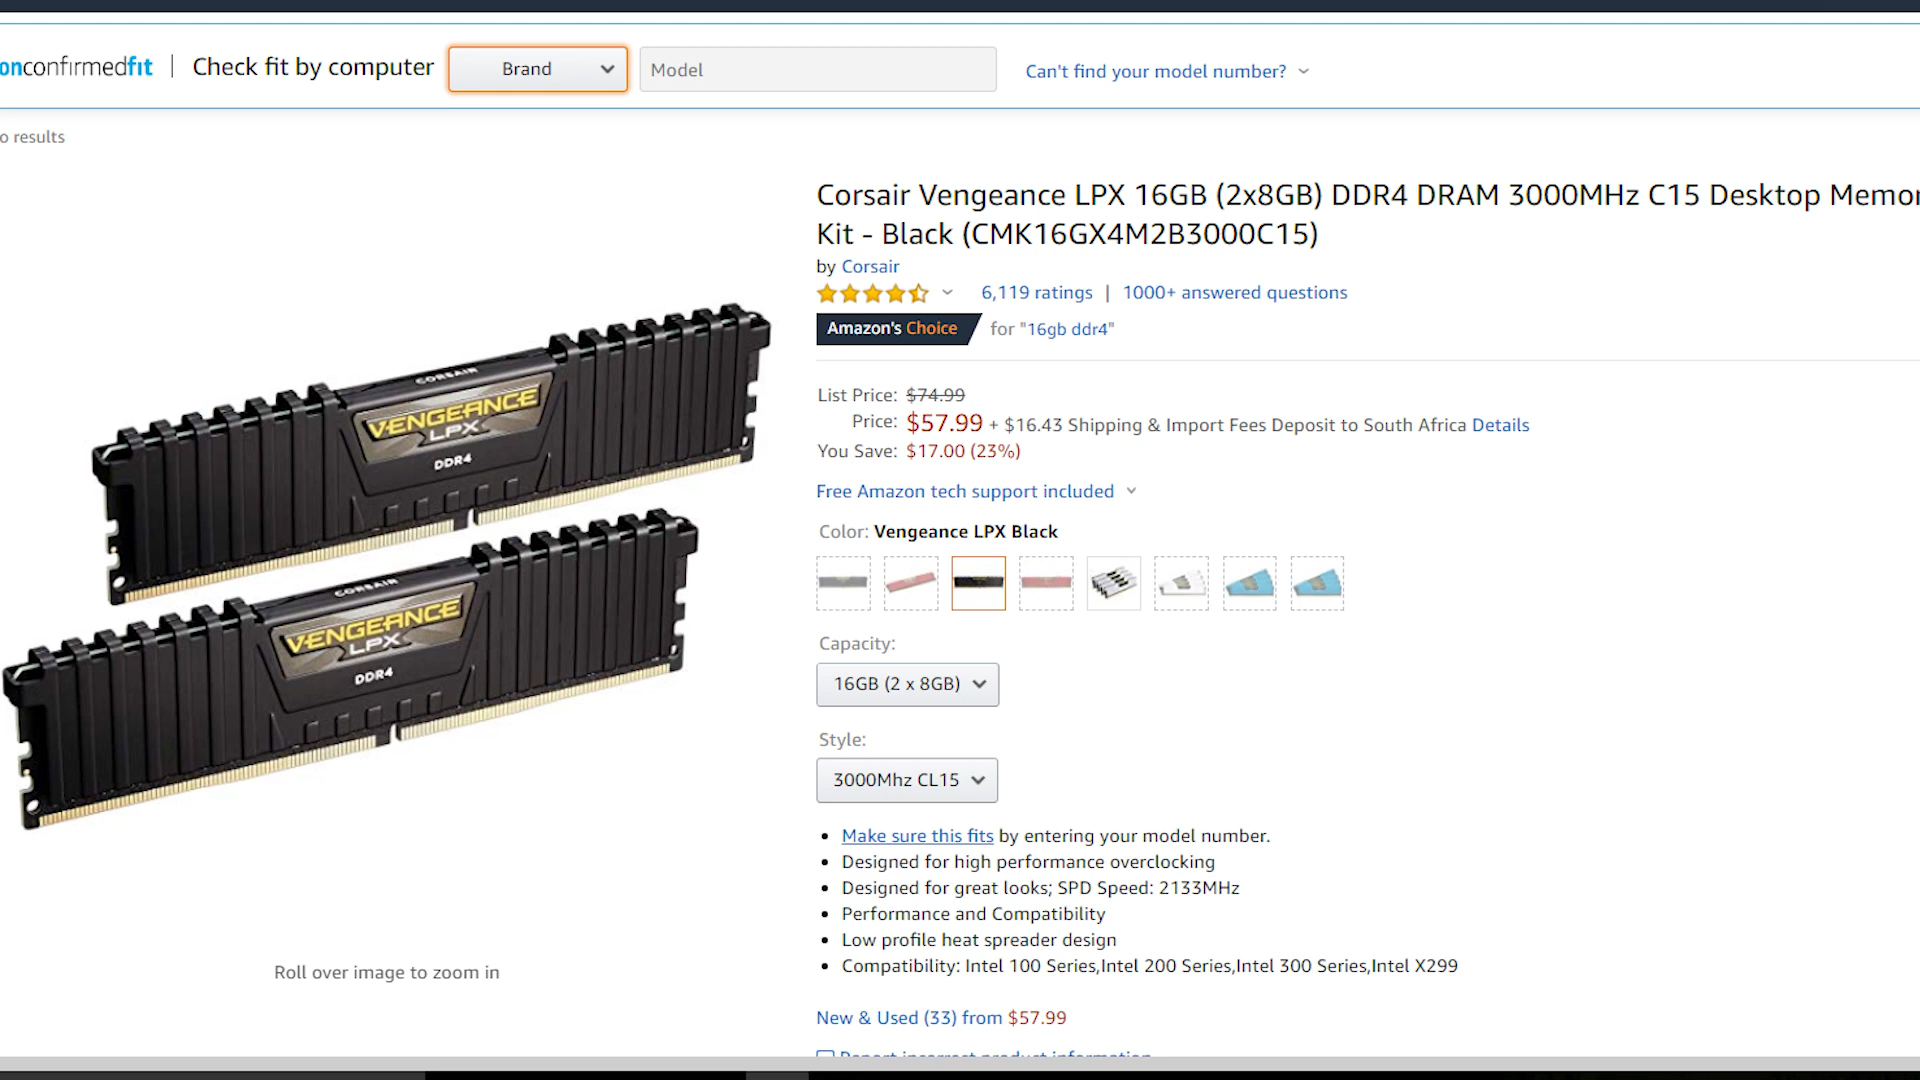 onconfirmedfit | Check fit by computer Brand Model Can't find your model number?
o results
Corsair Vengeance LPX 16GB (2x8GB) DDR4 DRAM 3000MHz C15 Desktop Memor
Kit - Black (CMK16GX4M2B3000C15)
by Corsair
6,119 ratings | 1000+ answered questions
Amazon's Choice for "16gb ddr4"
List Price: $74.99
Price: $57.99 + $16.43 Shipping & Import Fees Deposit to South Africa Details
You Save: $17.00 (23%)
Free Amazon tech support included
Color: Vengeance LPX Black
Capacity:
16GB (2 x 8GB)
Style:
3000Mhz CL15
Make sure this fits by entering your model number.
Designed for high performance overclocking
Designed for great looks; SPD Speed: 2133MHz
Performance and Compatibility
Low profile heat spreader design
Compatibility: Intel 100 Series,Intel 200 Series,Intel 300 Series,Intel X299
New & Used (33) from $57.99
Report incorrect product information
CORSAIR
VENGEANCE
LPX
DDR4
CORSAIR
VENGEANCE
LPX
DDR4
Roll over image to zoom in